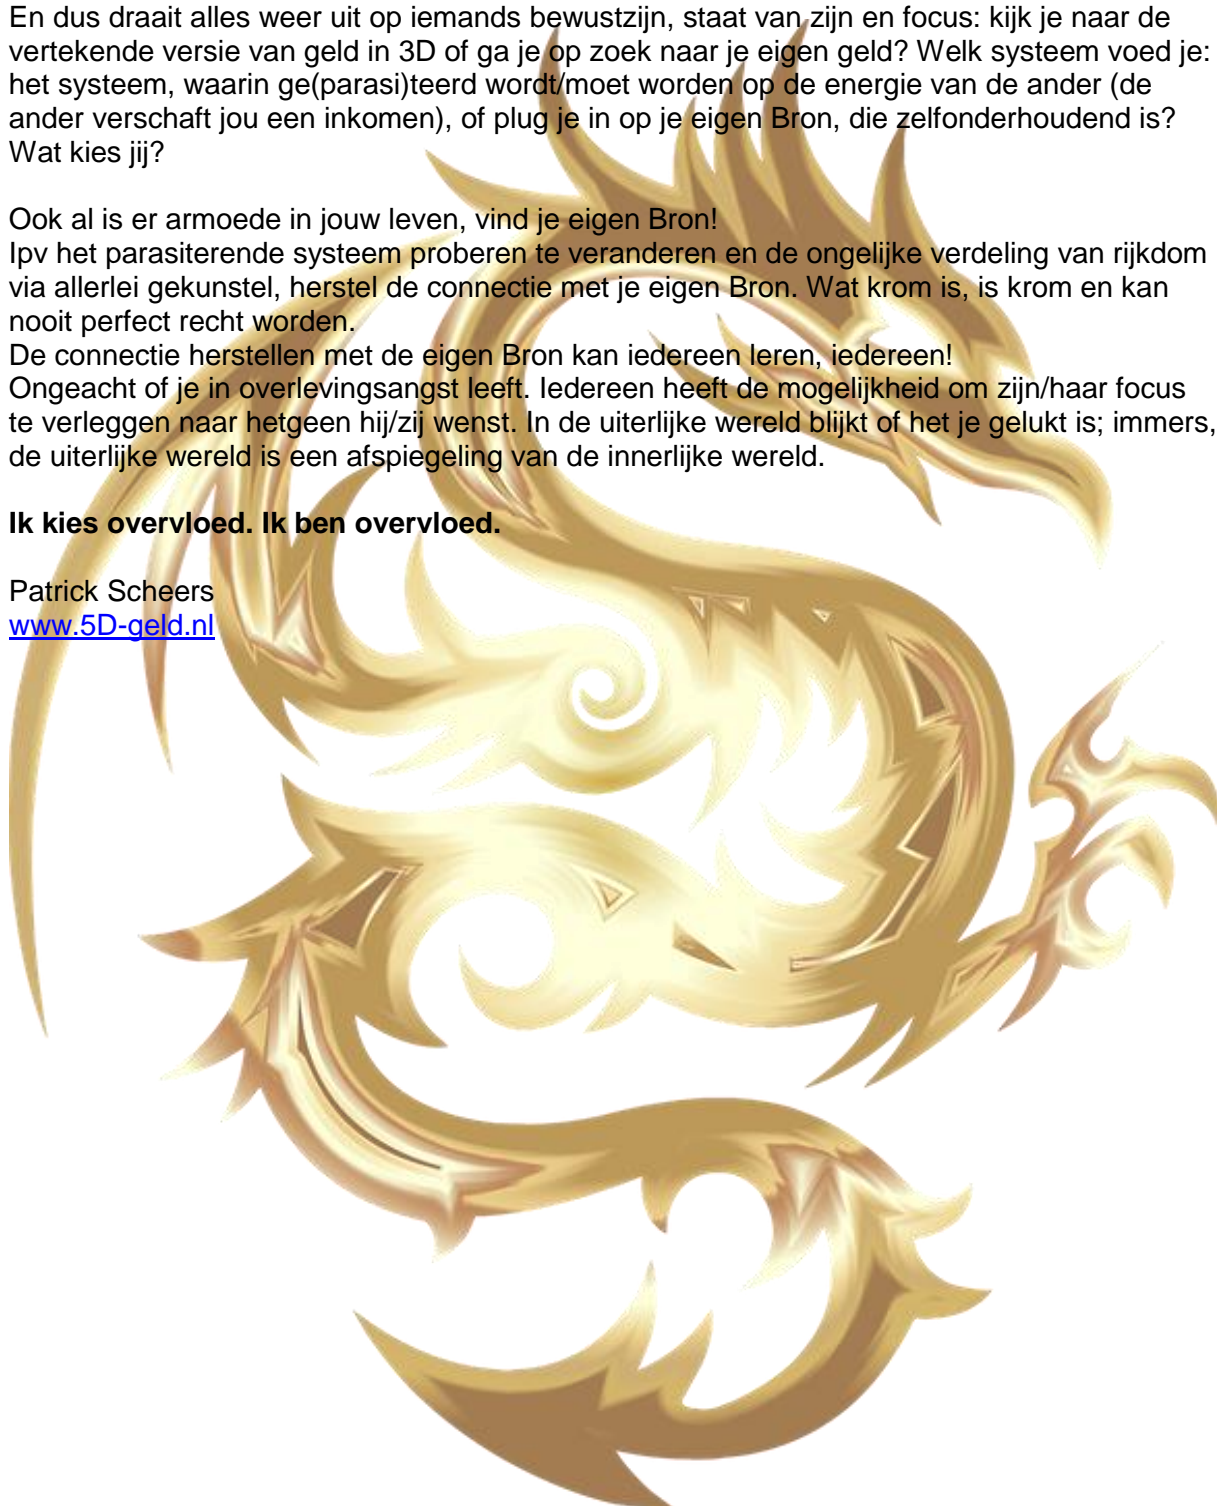 En dus draait alles weer uit op iemands bewustzijn, staat van zijn en focus: kijk je naar de
vertekende versie van geld in 3D of ga je op zoek naar je eigen geld? Welk systeem voed je:
het systeem, waarin ge(parasi)teerd wordt/moet worden op de energie van de ander (de
ander verschaft jou een inkomen), of plug je in op je eigen Bron, die zelfonderhoudend is?
Wat kies jij?
Ook al is er armoede in jouw leven, vind je eigen Bron!
Ipv het parasiterende systeem proberen te veranderen en de ongelijke verdeling van rijkdom
via allerlei gekunstel, herstel de connectie met je eigen Bron. Wat krom is, is krom en kan
nooit perfect recht worden.
De connectie herstellen met de eigen Bron kan iedereen leren, iedereen!
Ongeacht of je in overlevingsangst leeft. Iedereen heeft de mogelijkheid om zijn/haar focus
te verleggen naar hetgeen hij/zij wenst. In de uiterlijke wereld blijkt of het je gelukt is; immers,
de uiterlijke wereld is een afspiegeling van de innerlijke wereld.
Ik kies overvloed. Ik ben overvloed.
Patrick Scheers
www.5D-geld.nl